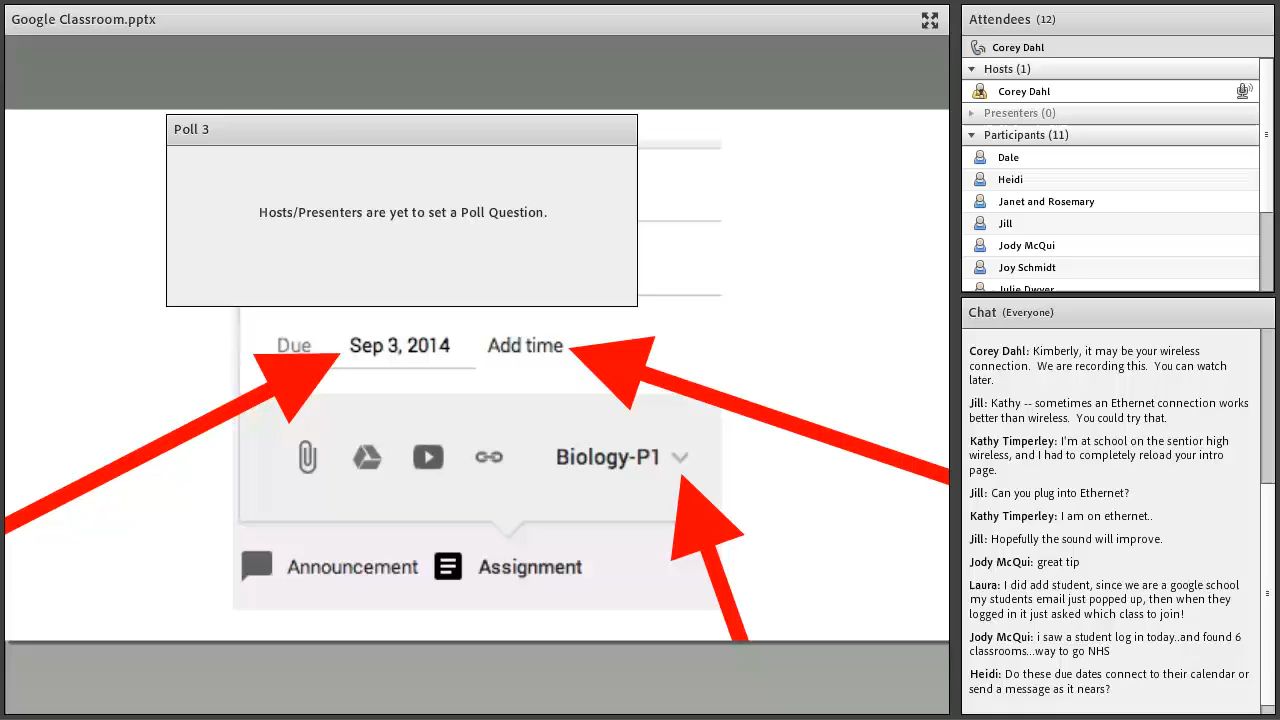 Google Classroom.pptx
Poll 3
Hosts/Presenters are yet to set a Poll Question.
Due Sep 3, 2014 Add time
Biology-P1
Announcement Assignment
Attendees (12)
Corey Dahl
Hosts (1)
Corey Dahl
Presenters (0)
Participants (11)
Dale
Heidi
Janet and Rosemary
Jill
Jody McQui
Joy Schmidt
Julie Dwyer
Chat (Everyone)
Corey Dahl: Kimberly, it may be your wireless
connection. We are recording this. You can watch
later.
Jill: Kathy -- sometimes an Ethernet connection works
better than wireless. You could try that.
Kathy Timperley: I'm at school on the sentior high
wireless, and I had to completely reload your intro
page.
Jill: Can you plug into Ethernet?
Kathy Timperley: I am on ethernet..
Jill: Hopefully the sound will improve.
Jody McQui: great tip
Laura: I did add student, since we are a google school
my students email just popped up, then when they
logged in it just asked which class to join!
Jody McQui: i saw a student log in today..and found 6
classrooms...way to go NHS
Heidi: Do these due dates connect to their calendar or
send a message as it nears?